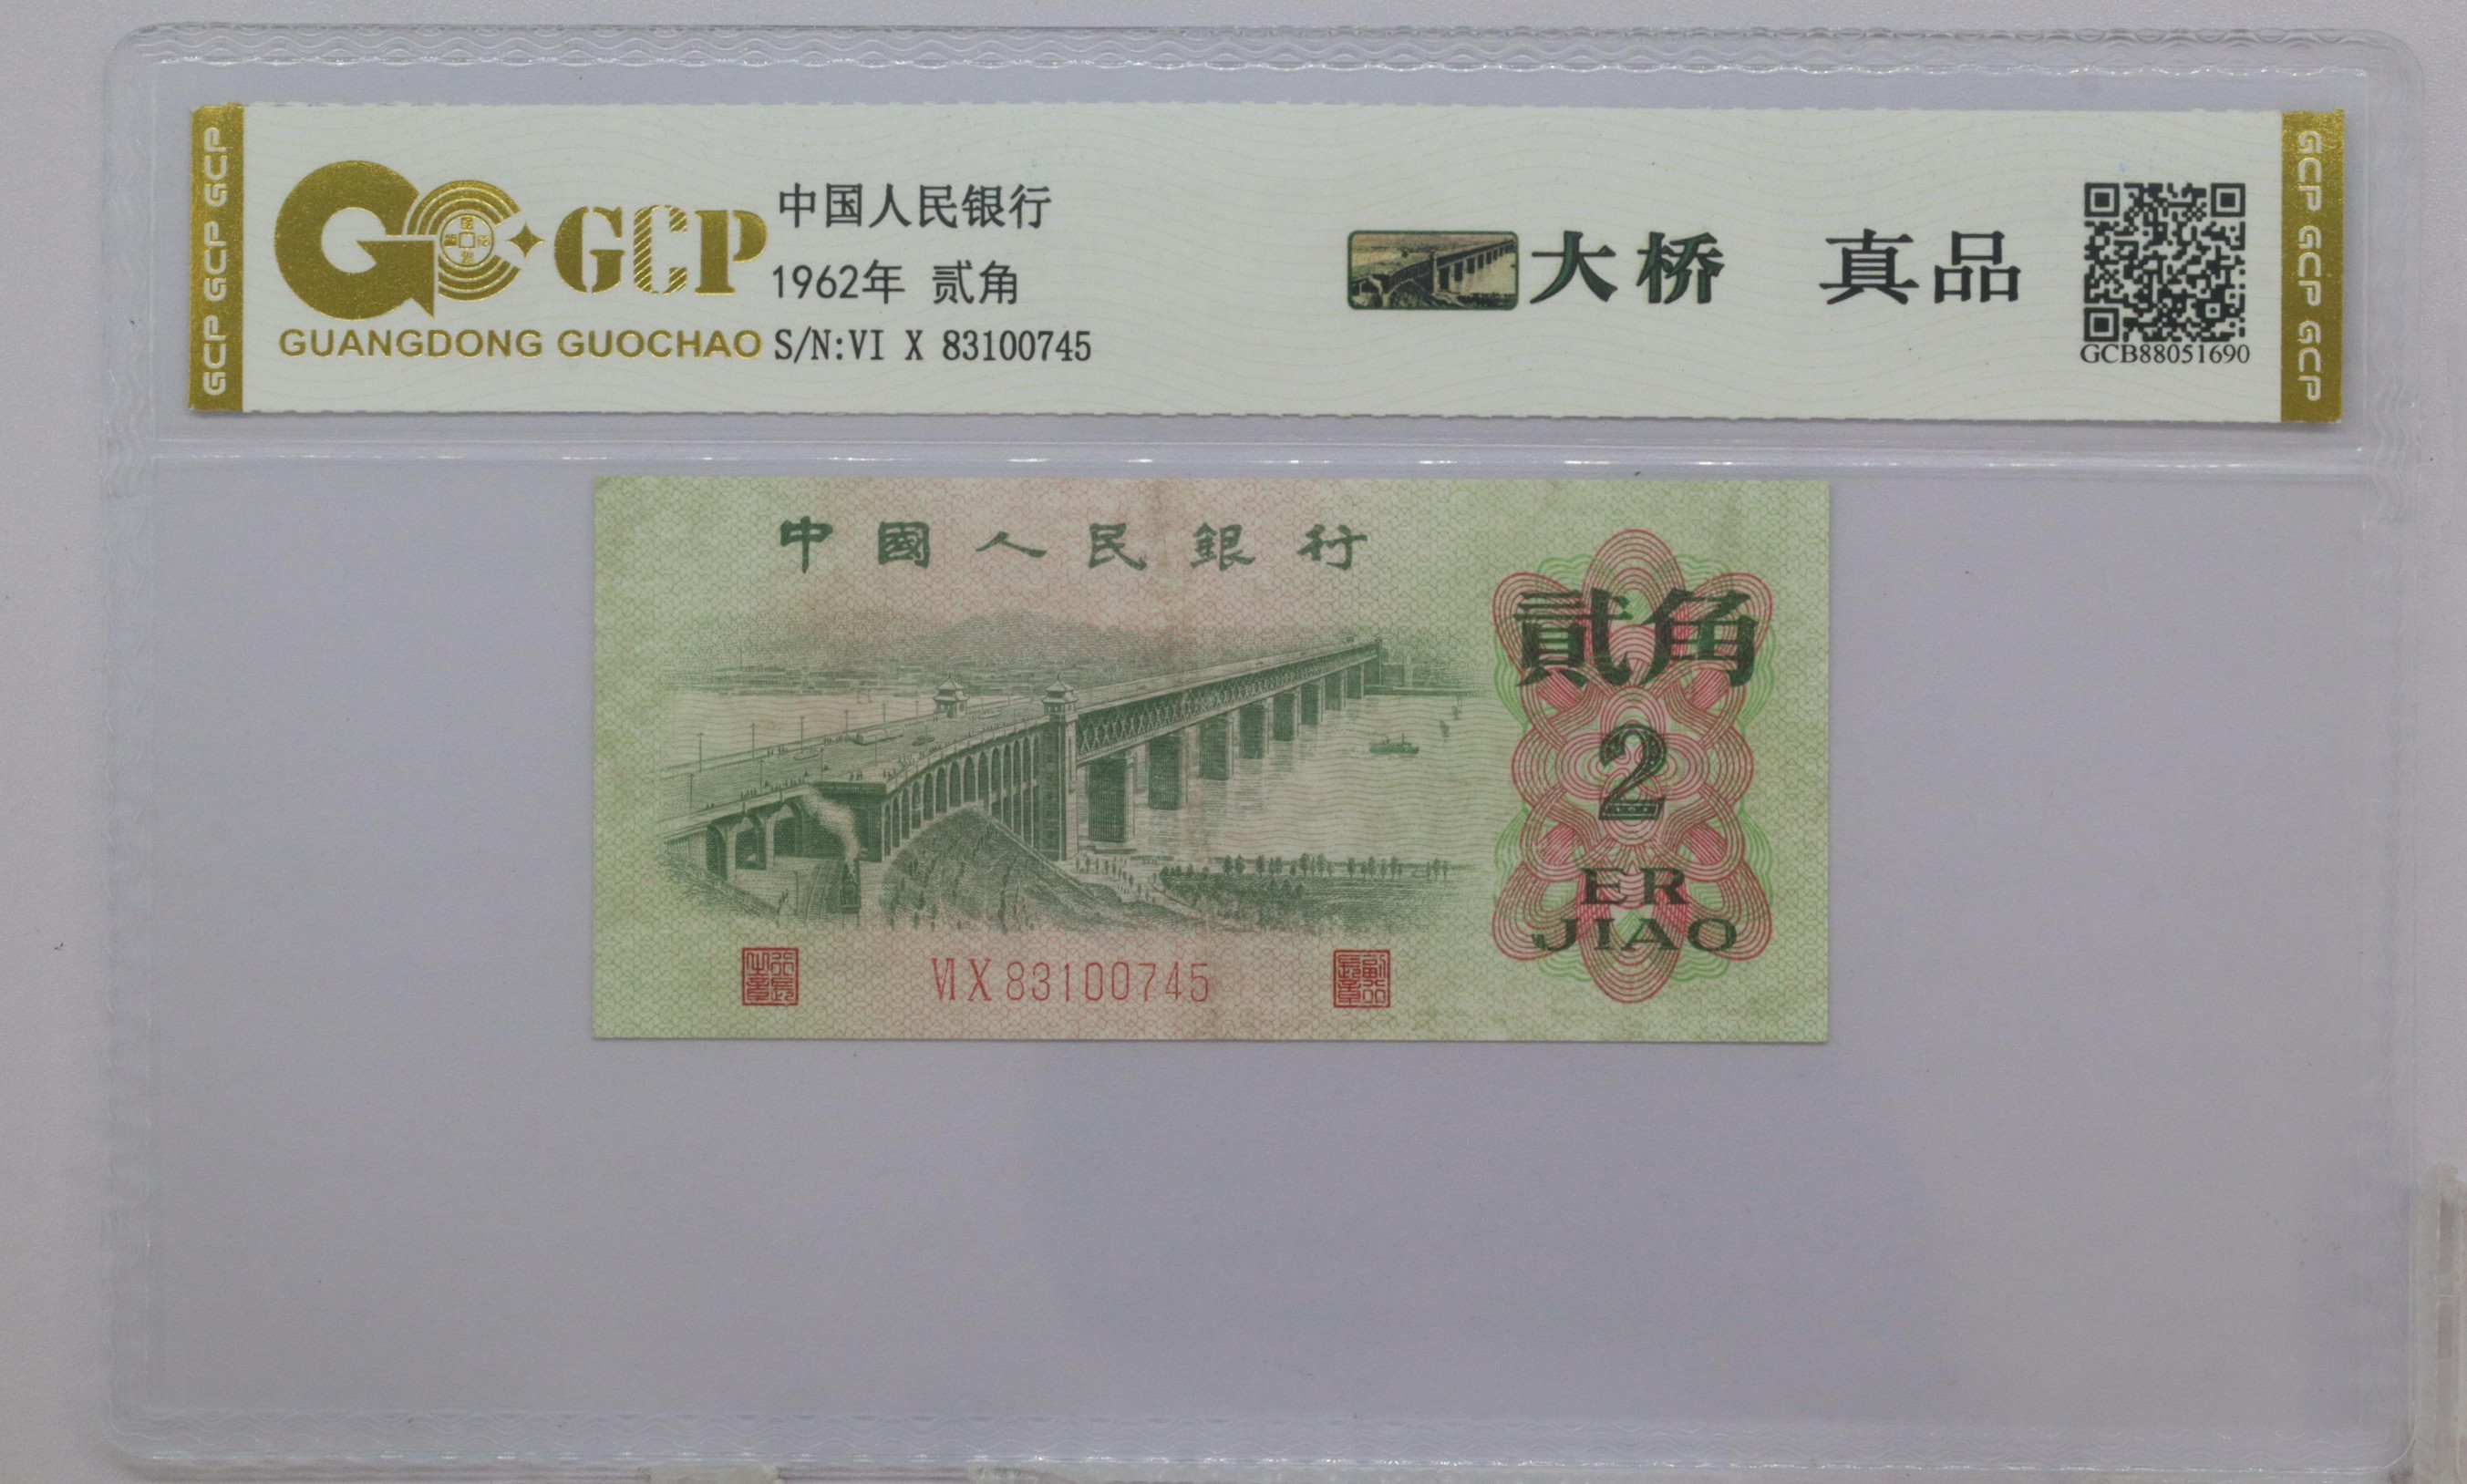 GCP GCP GCP
GCP
GUANGDONG GUOCHAO
中国人民银行
1962年 贰角
S/N:VI X 83100745
大桥 真品
GCB88051690
GCP GCP GCP
中國人民銀行
貳角
2
ER
JIAO
VI X 83100745